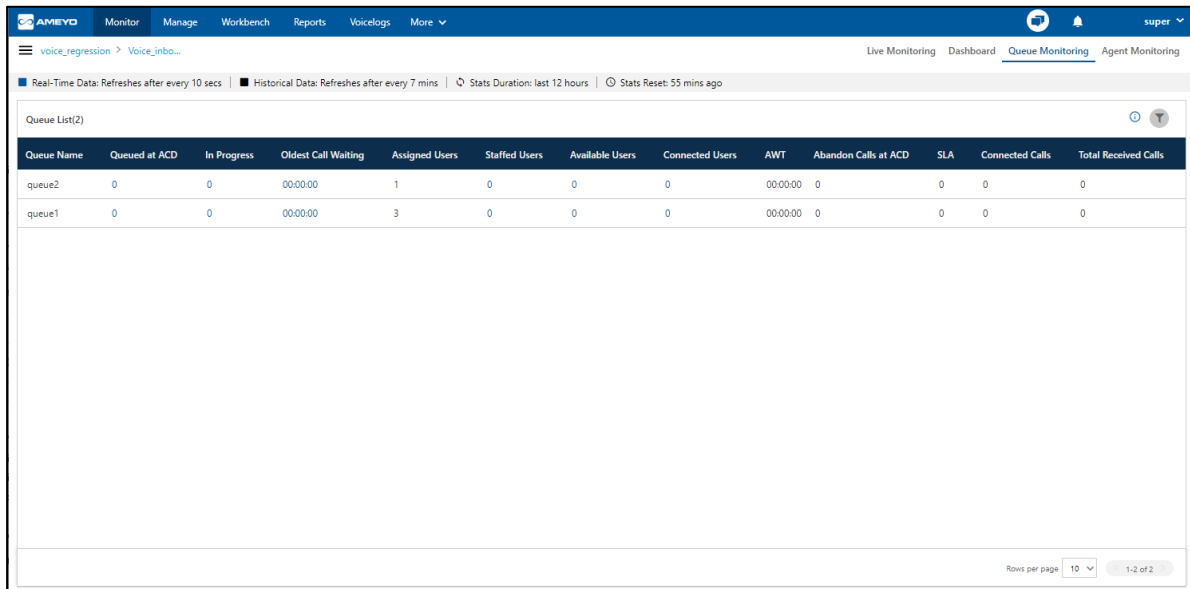 AMEYO Monitor Manage Workbench Reports Voicelogs More super
voice_regression > Voice_inbo... Live Monitoring Dashboard Queue Monitoring Agent Monitoring
Real-Time Data: Refreshes after every 10 secs | Historical Data: Refreshes after every 7 mins | Stats Duration: last 12 hours | Stats Reset: 55 mins ago
Queue List(2)
Queue Name Queued at ACD In Progress Oldest Call Waiting Assigned Users Staffed Users Available Users Connected Users AWT Abandon Calls at ACD SLA Connected Calls Total Received Calls
queue2 0 0 00:00:00 1 0 0 0 00:00:00 0 0 0 0
queue1 0 0 00:00:00 3 0 0 0 00:00:00 0 0 0 0
Rows per page 10 1-2 of 2